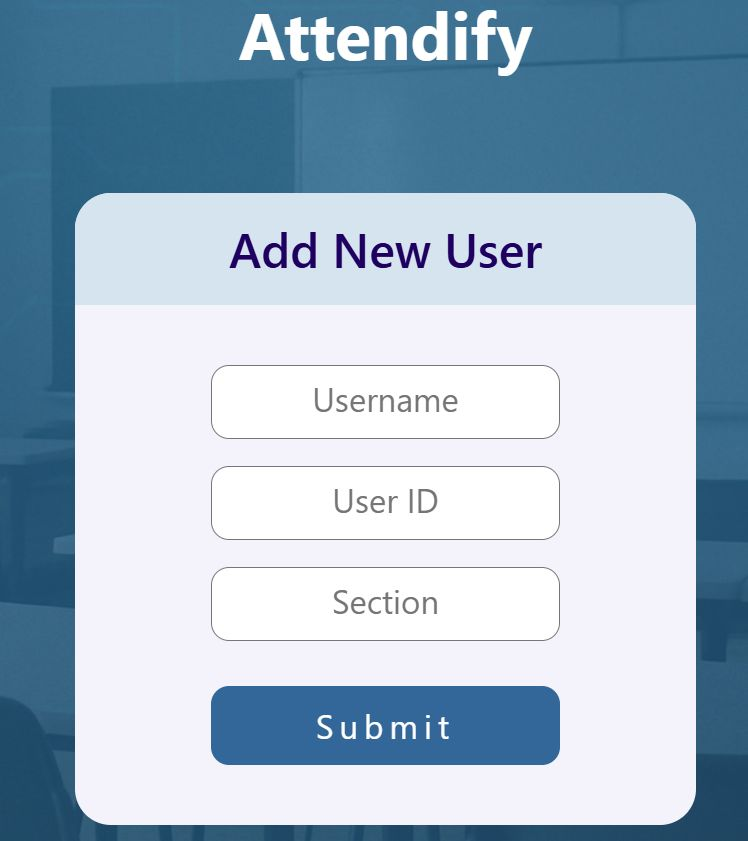 Attendify
Add New User
Username
User ID
Section
Submit